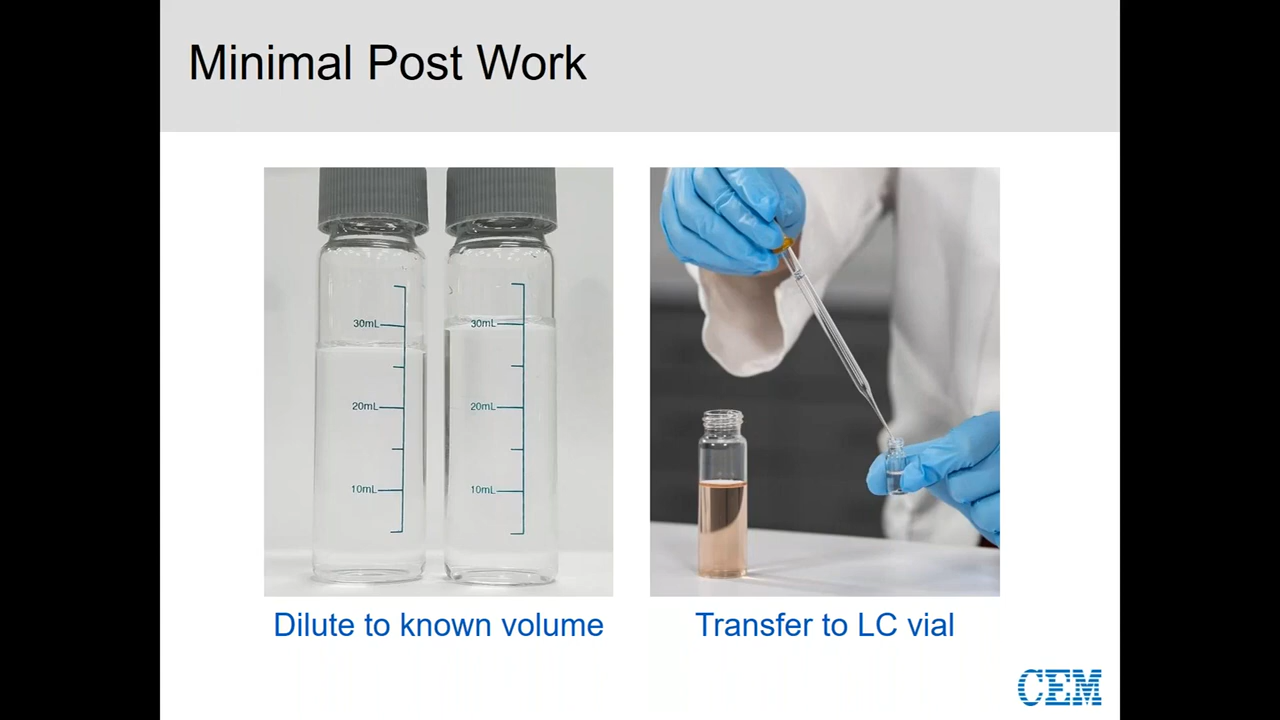 Minimal Post Work
30mL
20mL
10mL
30mL
20mL
10mL
Dilute to known volume
Transfer to LC vial
CEM